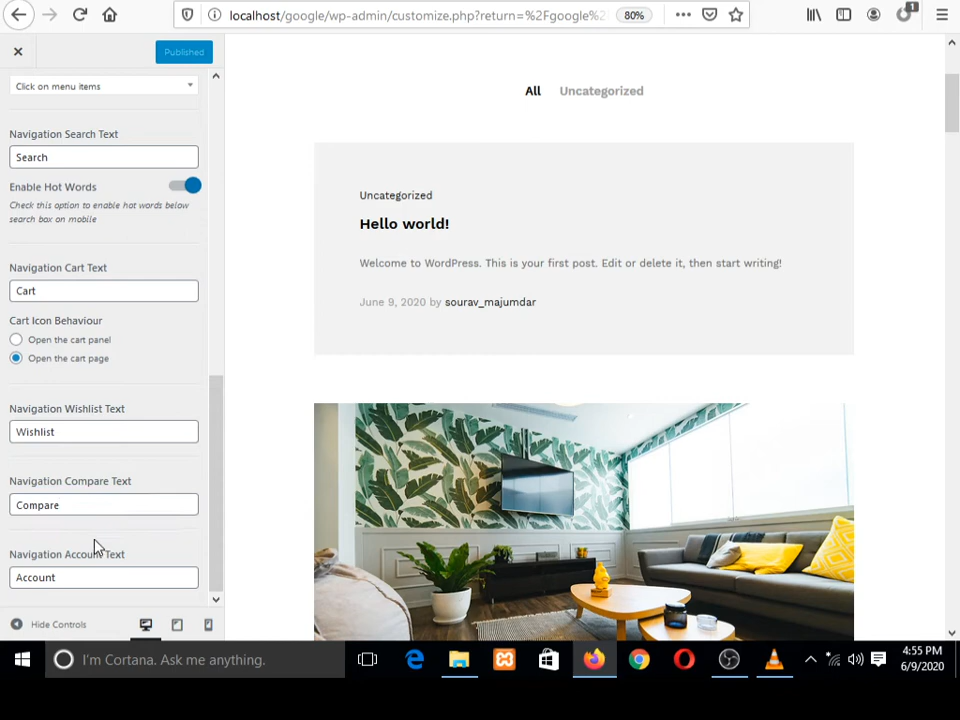 localhost/google/wp-admin/customize.php?return=%2Fgoogle%2
80%
1
Published
Click on menu items
Navigation Search Text
Search
Enable Hot Words
Check this option to enable hot words below
search box on mobile
Navigation Cart Text
Cart
Cart Icon Behaviour
Open the cart panel
Open the cart page
Navigation Wishlist Text
Wishlist
Navigation Compare Text
Compare
Navigation Account Text
Account
Hide Controls
All Uncategorized
Uncategorized
Hello world!
Welcome to WordPress. This is your first post. Edit or delete it, then start writing!
June 9, 2020 by sourav_majumdar
I'm Cortana. Ask me anything.
4:55 PM
6/9/2020